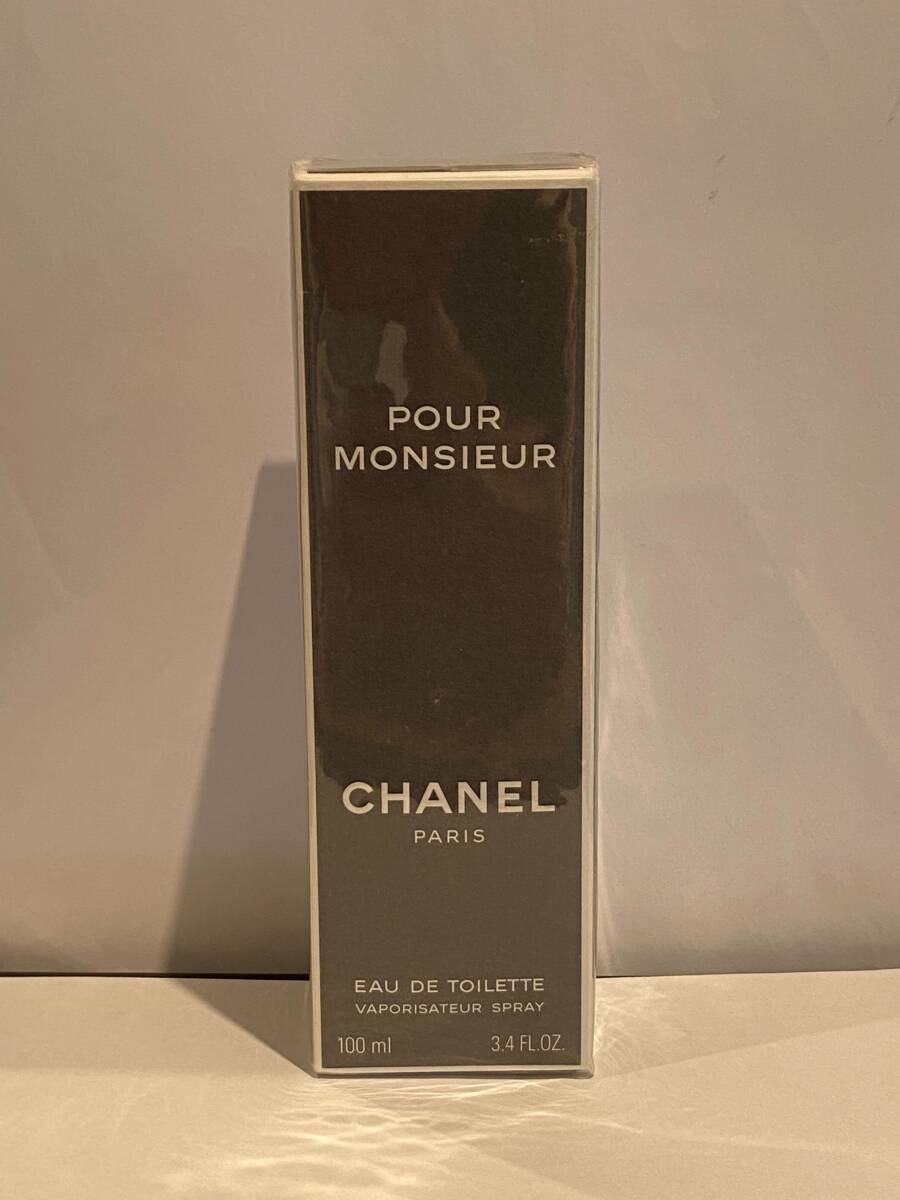 POUR
MONSIEUR
CHANEL
PARIS
EAU DE TOILETTE
VAPORISATEUR SPRAY
100 ml 3.4 FL.OZ.